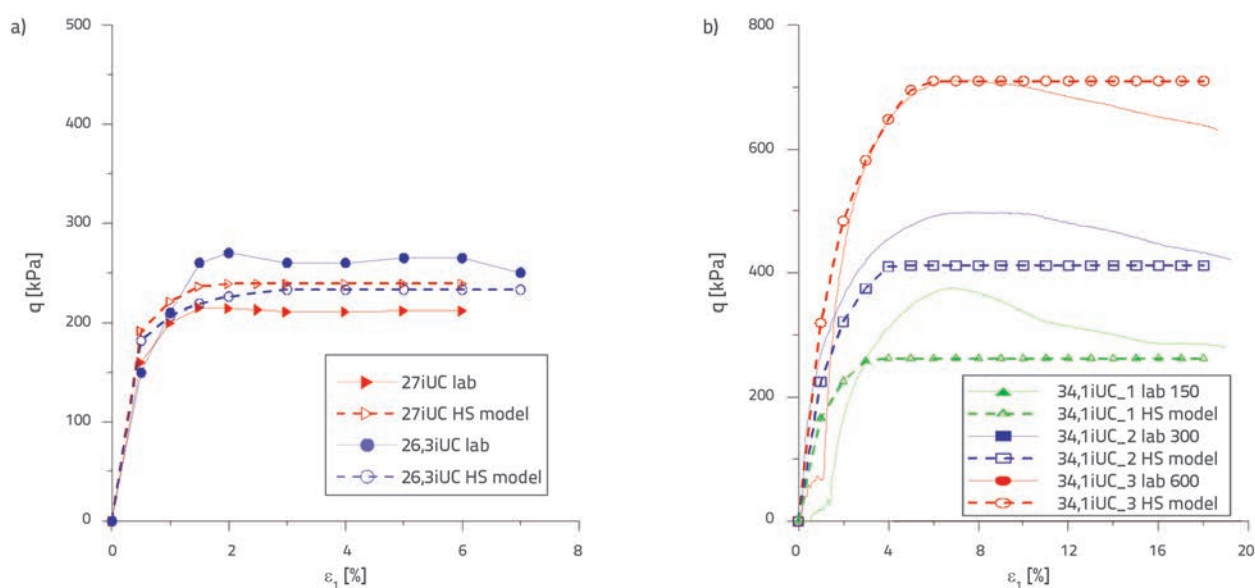 a)
500
400
300
200
100
0
q [kPa]
0
2
4
6
8
ε1 [%]
27iUC lab
27iUC HS model
26,3iUC lab
26,3iUC HS model
b)
800
600
400
200
0
q [kPa]
0
4
8
12
16
20
ε1 [%]
34,1iUC_1 lab 150
34,1iUC_1 HS model
34,1iUC_2 lab 300
34,1iUC_2 HS model
34,1iUC_3 lab 600
34,1iUC_3 HS model